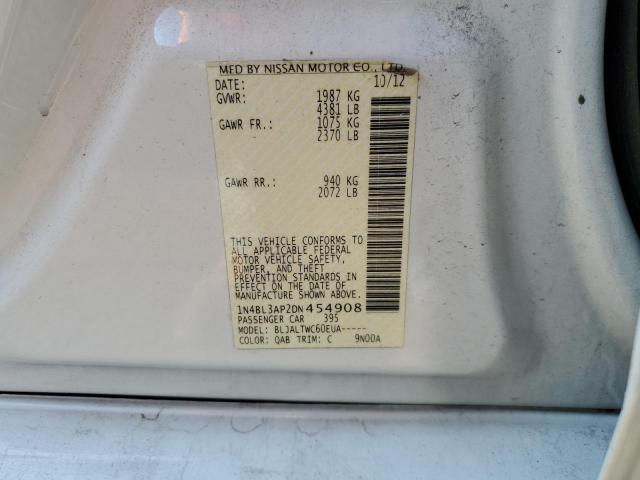 MFD BY NISSAN MOTOR CO., LTD.
DATE: 10/12
GVWR: 1987 KG
4381 LB
GAWR FR.: 1075 KG
2370 LB
GAWR RR.: 940 KG
2072 LB
THIS VEHICLE CONFORMS TO
ALL APPLICABLE FEDERAL
MOTOR VEHICLE SAFETY,
BUMPER, AND THEFT
PREVENTION STANDARDS IN
EFFECT ON THE DATE OF
MANUFACTURE SHOWN ABOVE.
1N4BL3AP2DN454908
PASSENGER CAR 395
MODEL: BLJALTWC60EUA-----
COLOR: QAB TRIM: C 9N00A